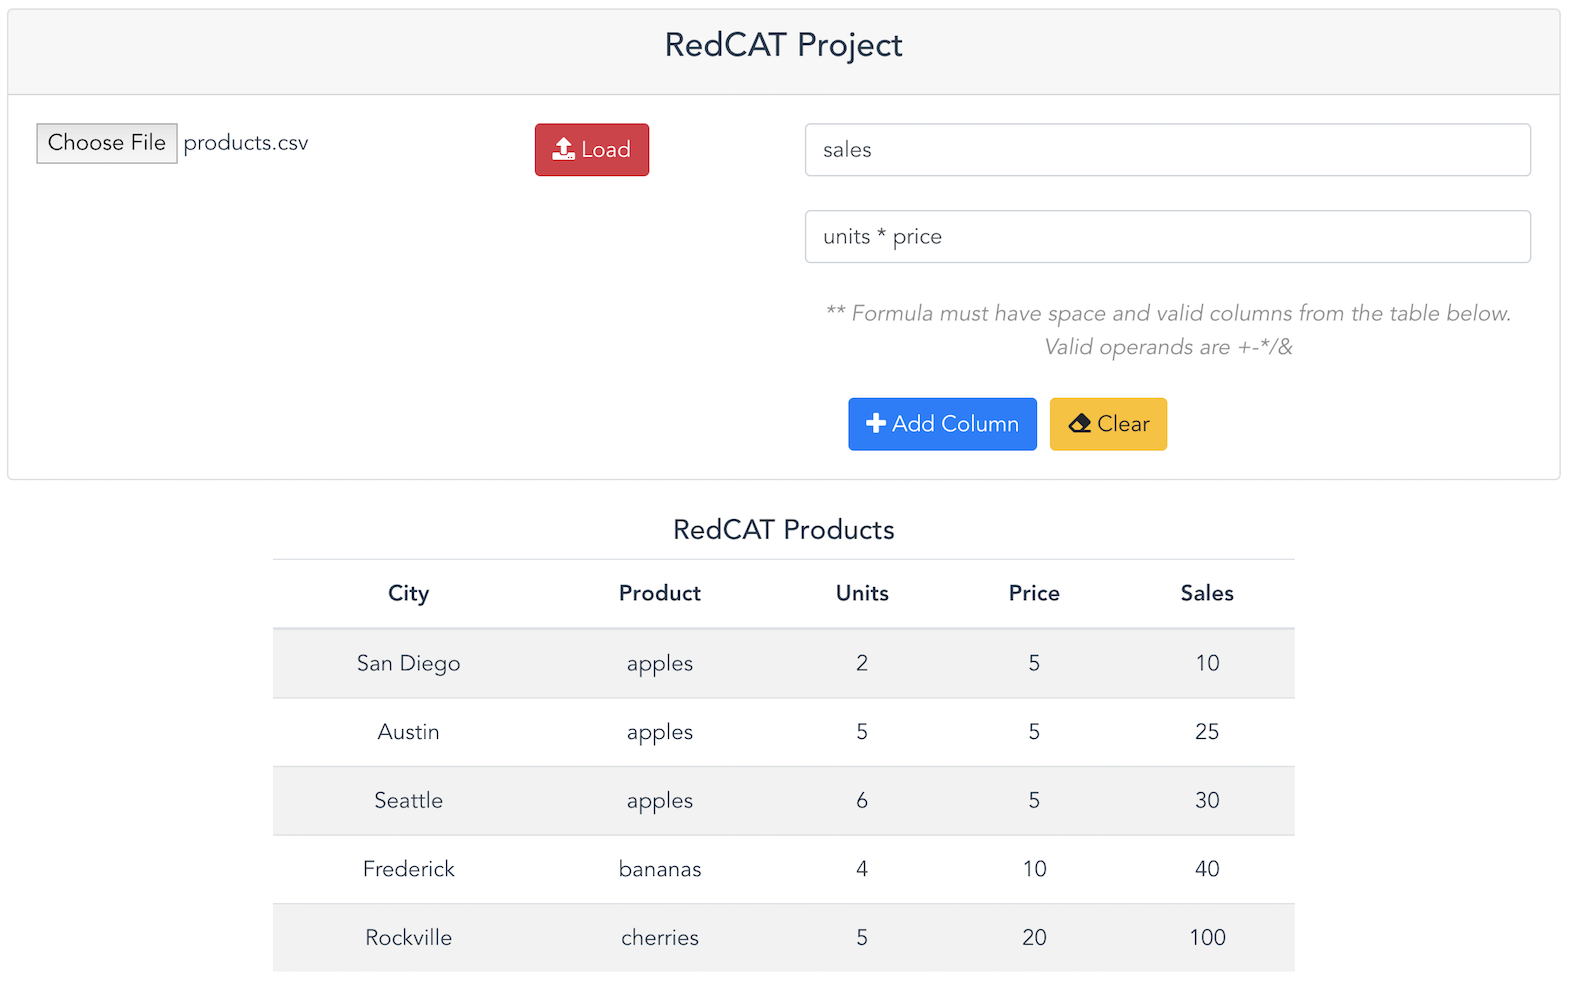 RedCAT Project
Choose File products.csv
Load
sales
units * price
** Formula must have space and valid columns from the table below.
Valid operands are +-*/&
Add Column
Clear
RedCAT Products
City Product Units Price Sales
San Diego apples 2 5 10
Austin apples 5 5 25
Seattle apples 6 5 30
Frederick bananas 4 10 40
Rockville cherries 5 20 100